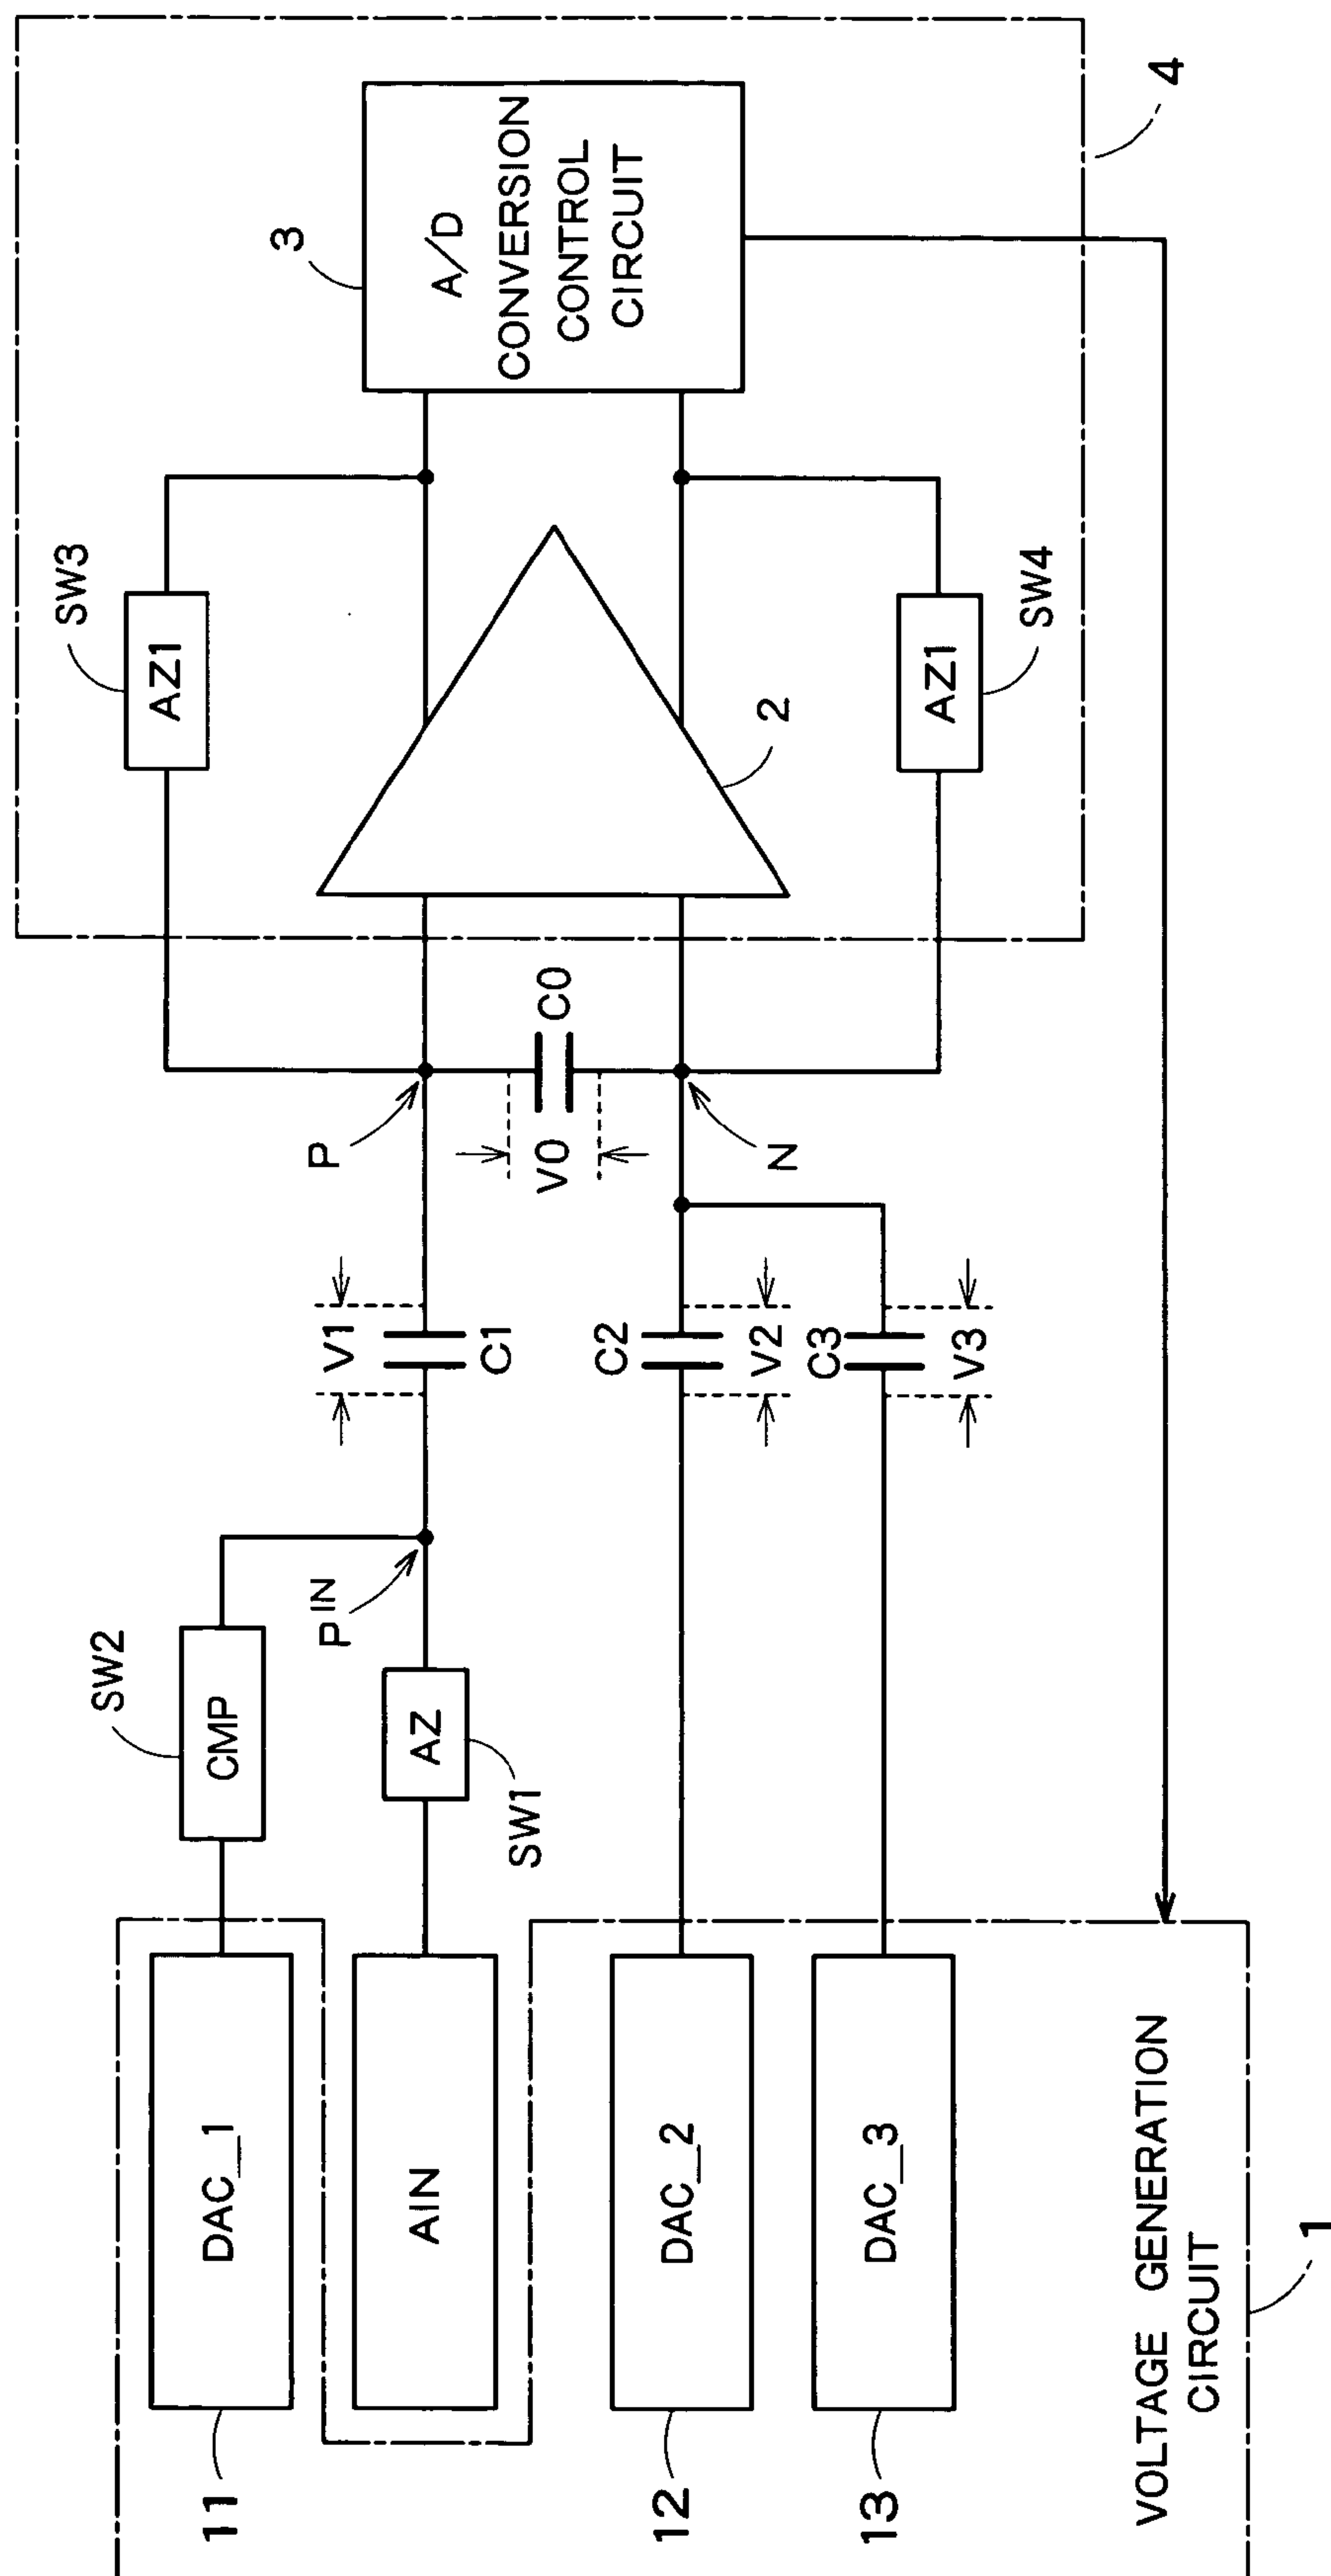 SW3
AZ1
3
A/D
CONVERSION
CONTROL
CIRCUIT
4
2
AZ1
SW4
P
V0
C0
N
V1
C1
C2
V2
C3
V3
SW2
CMP
PIN
AZ
SW1
11
DAC_1
AIN
12
DAC_2
13
DAC_3
VOLTAGE GENERATION
CIRCUIT
1